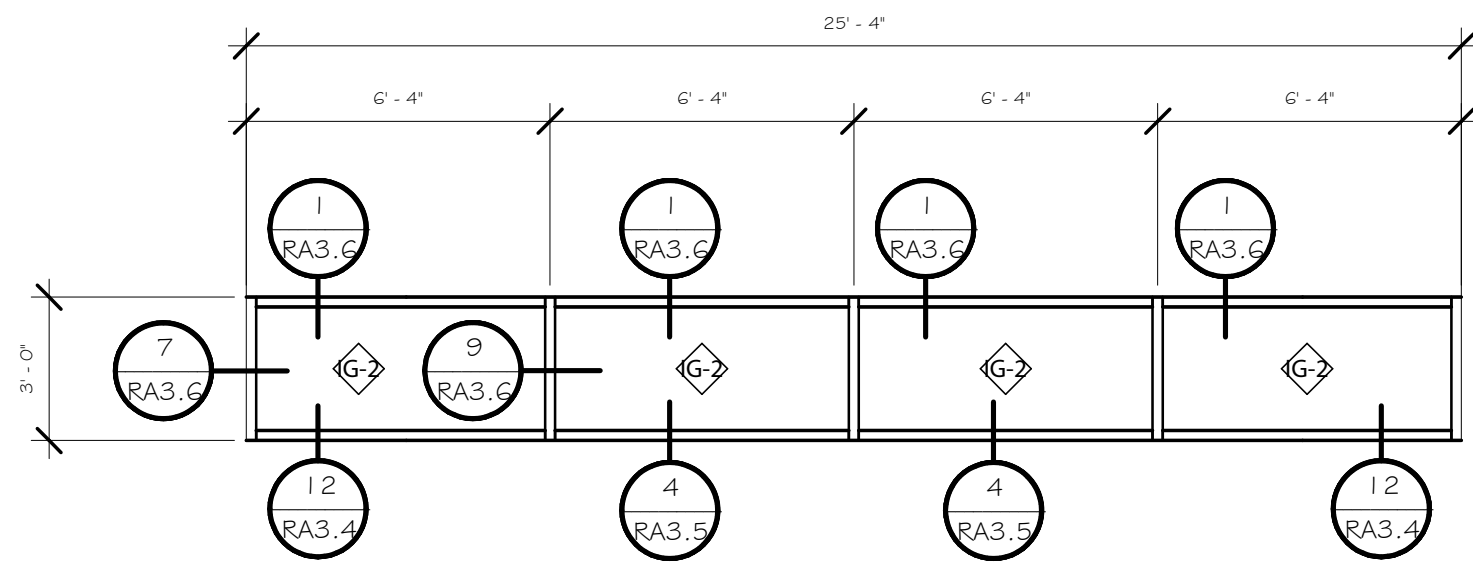 25' - 4"
6' - 4"
6' - 4"
6' - 4"
6' - 4"
1
RA3.6
1
RA3.6
1
RA3.6
1
RA3.6
3' - 0"
7
RA3.6
IG-2
9
RA3.6
IG-2
IG-2
IG-2
12
RA3.4
4
RA3.5
4
RA3.5
12
RA3.4